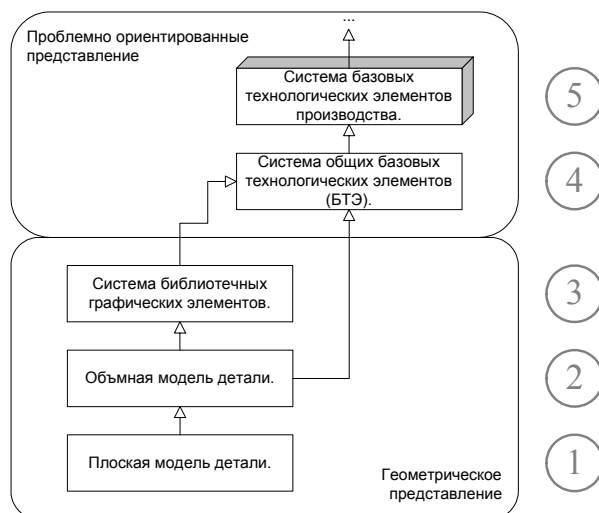 ...
Проблемно ориентированные
представление
Система базовых
технологических элементов
производства.
5
Система общих базовых
технологических элементов
(БТЭ).
4
Система библиотечных
графических элементов.
3
Объмная модель детали.
2
Плоская модель детали.
1
Геометрическое
представление